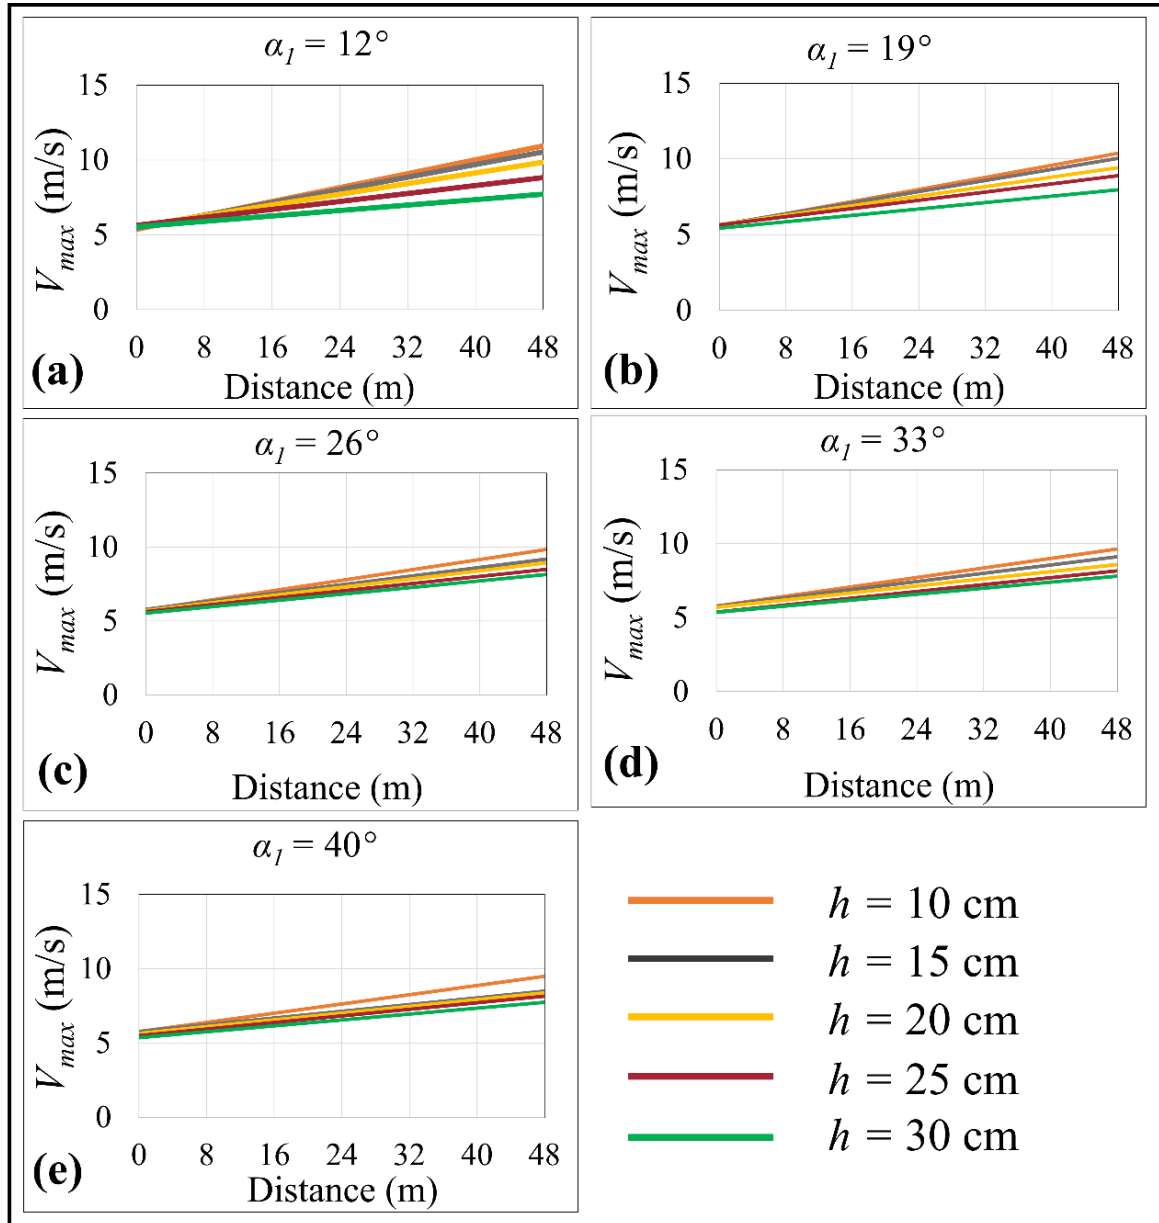 α1 = 12°
15
10
5
0
Vmax (m/s)
0 8 16 24 32 40 48
Distance (m)
(a)
α1 = 19°
15
10
5
0
Vmax (m/s)
0 8 16 24 32 40 48
Distance (m)
(b)
α1 = 26°
15
10
5
0
Vmax (m/s)
0 8 16 24 32 40 48
Distance (m)
(c)
α1 = 33°
15
10
5
0
Vmax (m/s)
0 8 16 24 32 40 48
Distance (m)
(d)
α1 = 40°
15
10
5
0
Vmax (m/s)
0 8 16 24 32 40 48
Distance (m)
(e)
h = 10 cm
h = 15 cm
h = 20 cm
h = 25 cm
h = 30 cm